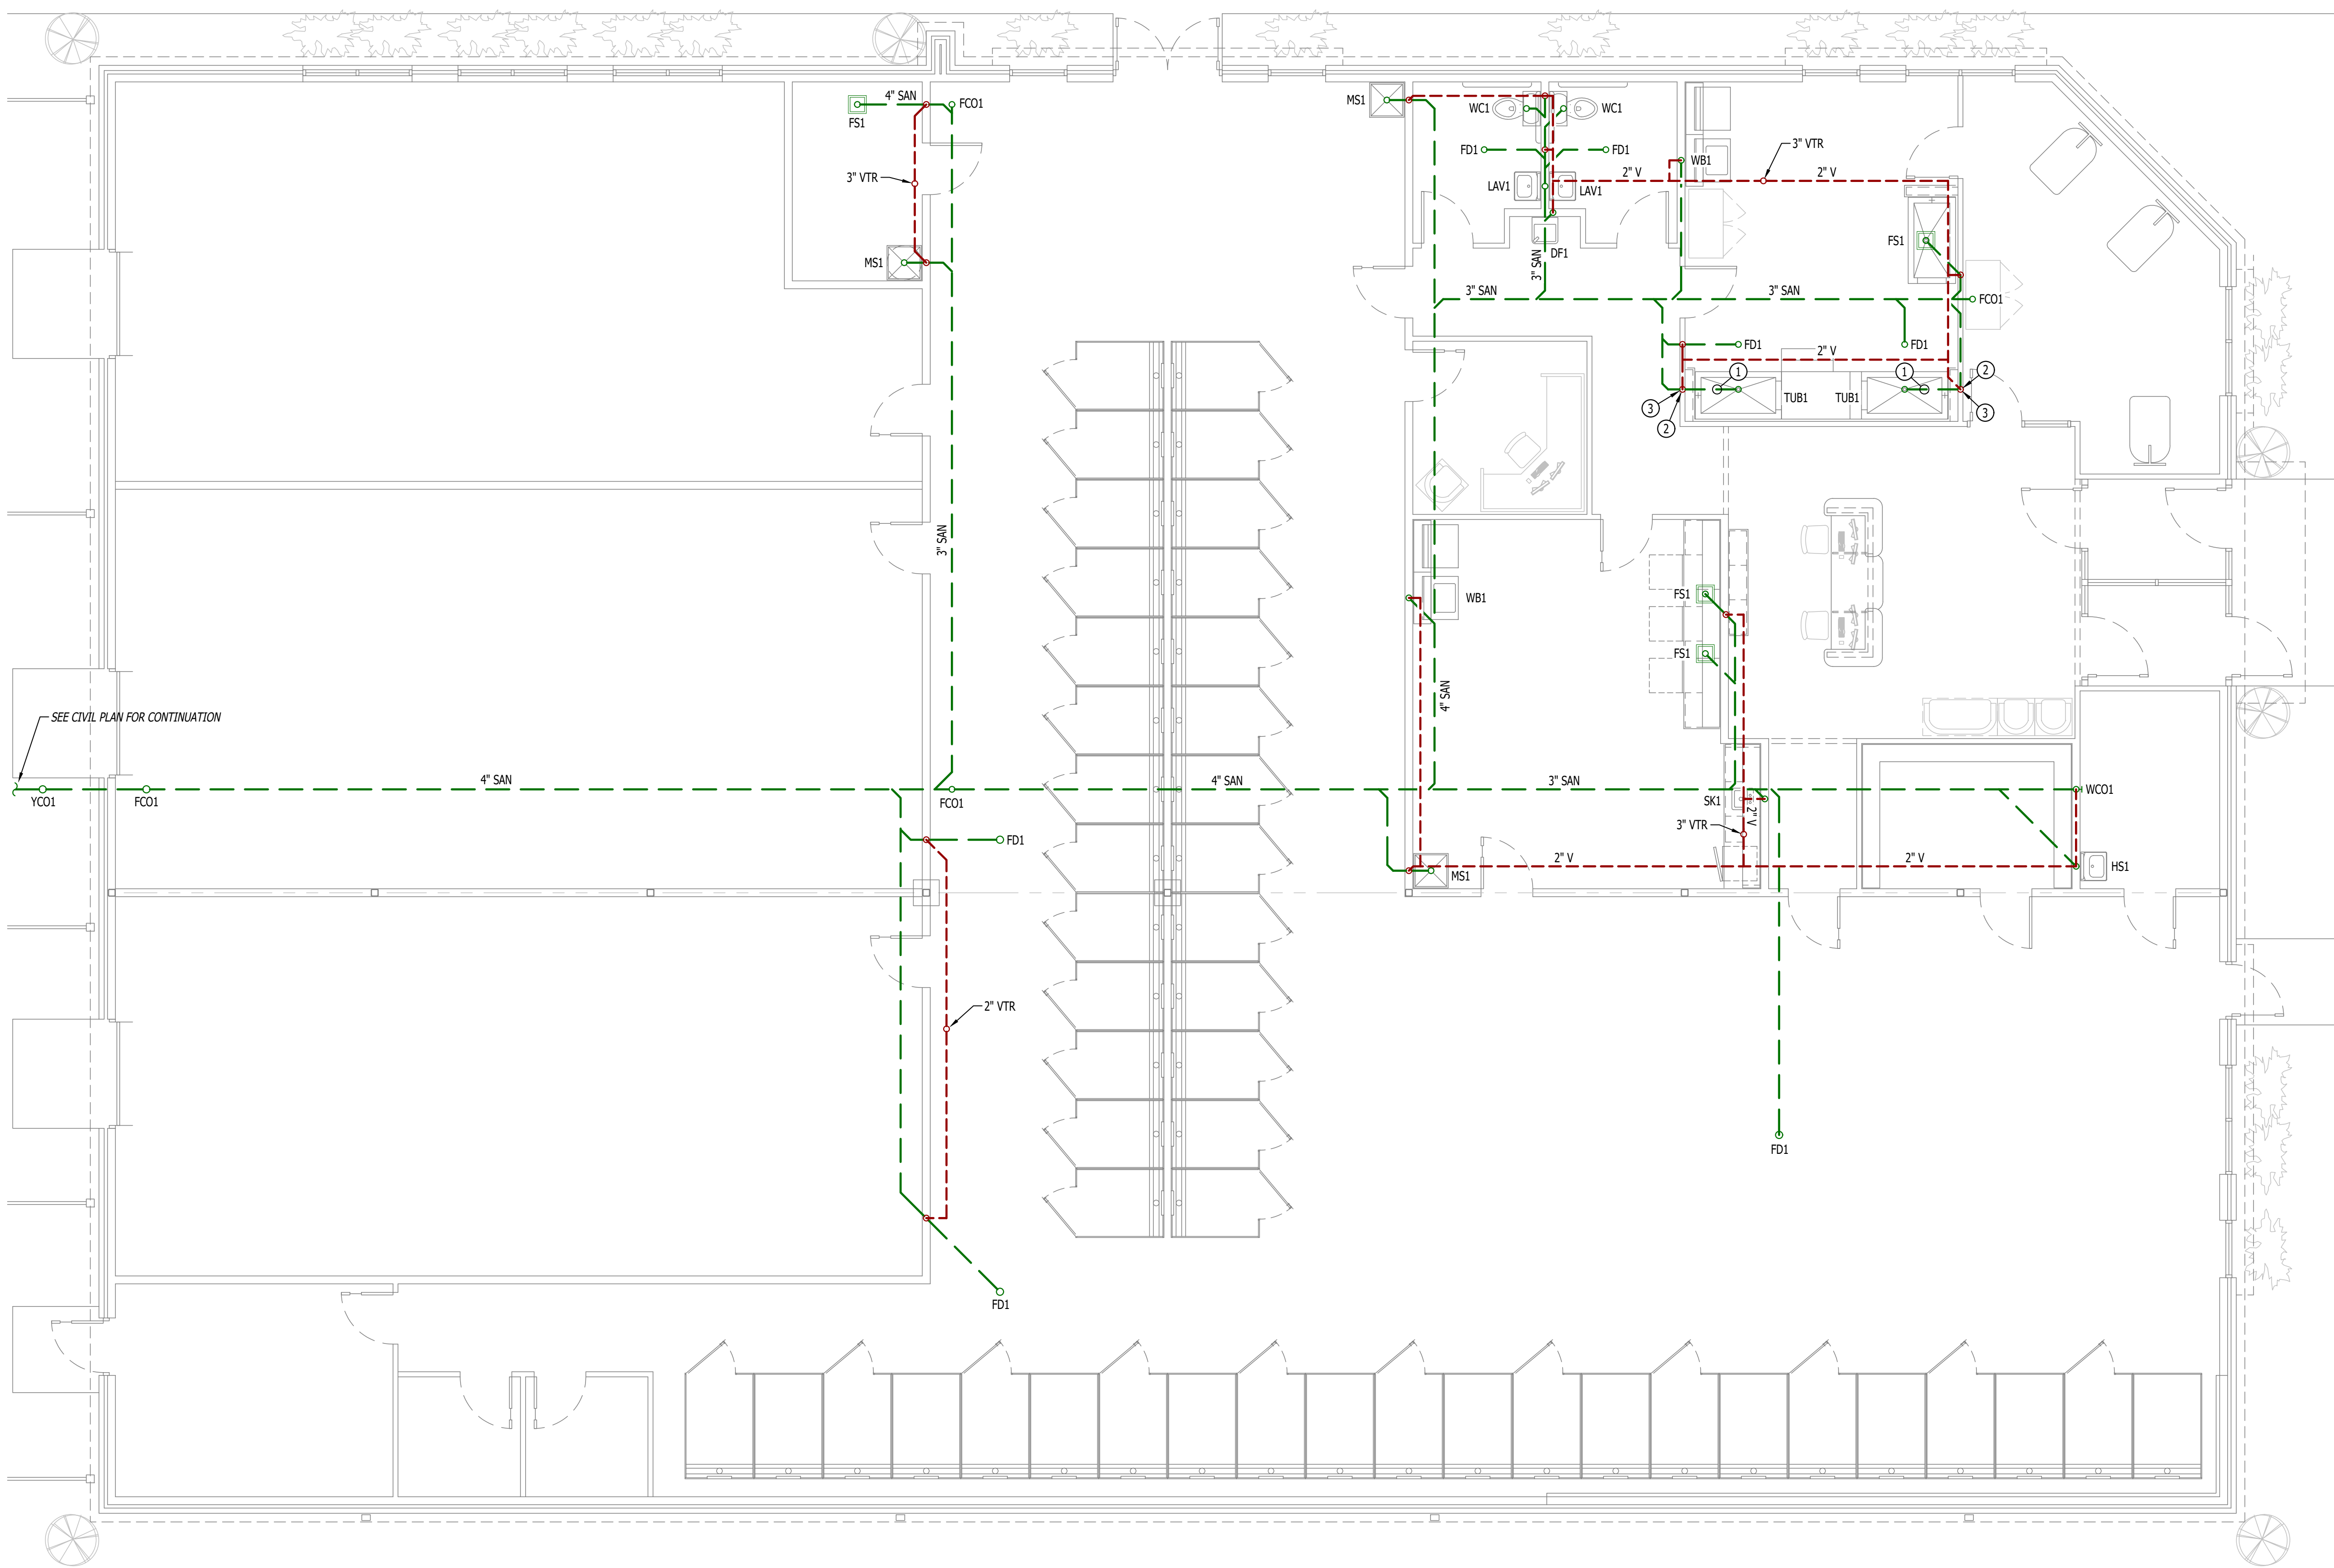 4" SAN
FCO1
FS1
3" VTR
MS1
MS1
WC1
WC1
FD1
FD1
LAV1
LAV1
DF1
3" SAN
WB1
2" V
3" VTR
2" V
FS1
3" SAN
3" SAN
FCO1
FD1
FD1
2" V
1
1
2
TUB1
TUB1
3
2
3
3" SAN
FS1
WB1
FS1
4" SAN
SEE CIVIL PLAN FOR CONTINUATION
4" SAN
4" SAN
3" SAN
YCO1
FCO1
FCO1
SK1
WCO1
2" V
3" VTR
FD1
2" V
2" V
MS1
HS1
2" VTR
FD1
FD1